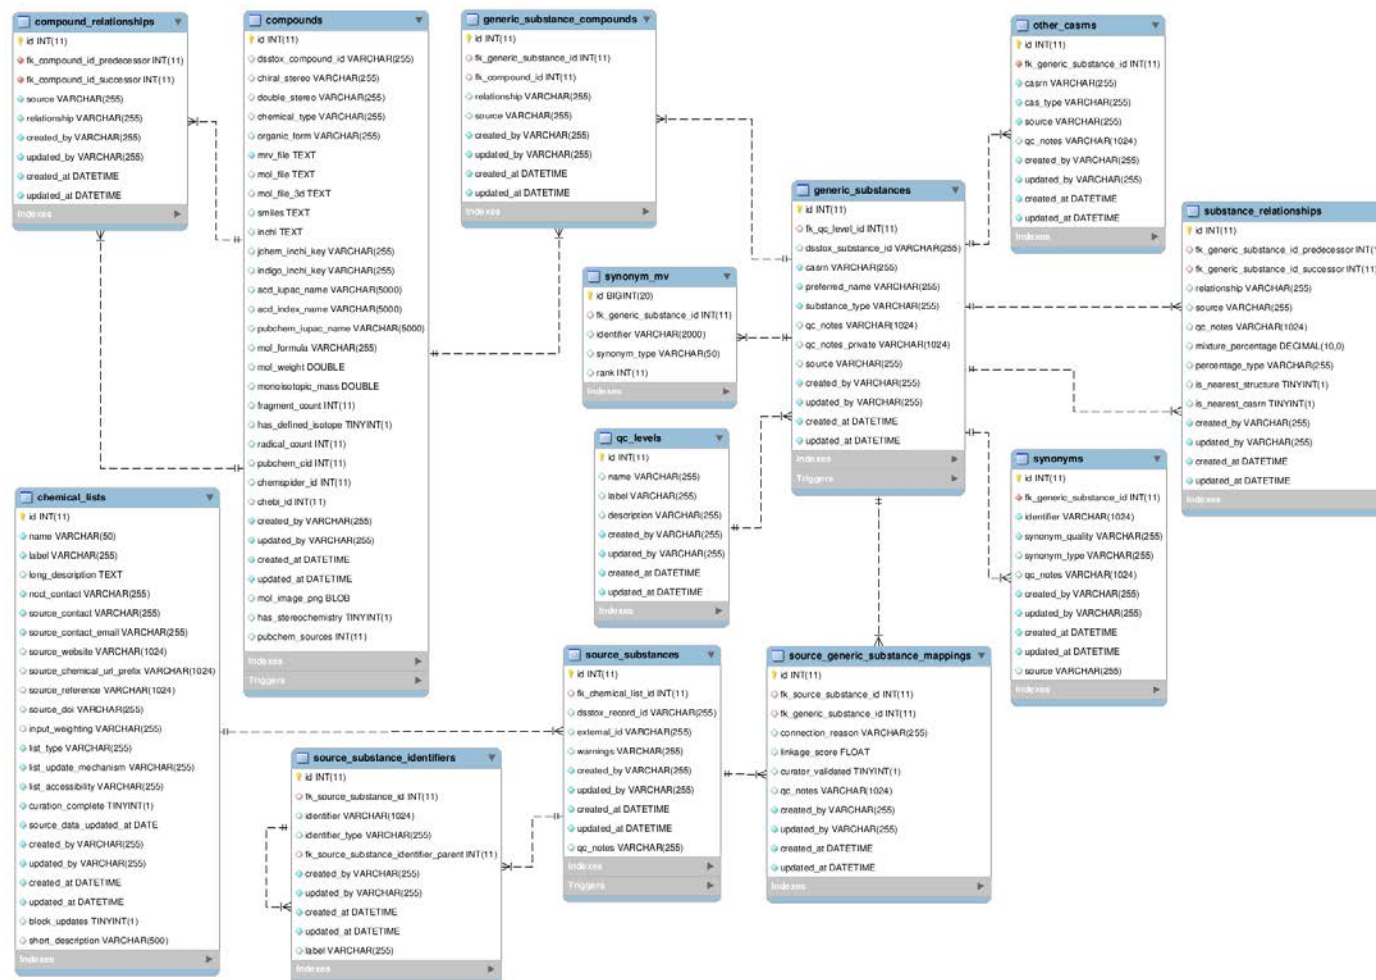 compound_relationships
id INT(11)
fk_compound_id_predecessor INT(11)
fk_compound_id_successor INT(11)
source VARCHAR(255)
relationship VARCHAR(255)
created_by VARCHAR(255)
updated_by VARCHAR(255)
created_at DATETIME
updated_at DATETIME
Indexes
compounds
id INT(11)
dsstox_compound_id VARCHAR(255)
chiral_stereo VARCHAR(255)
double_stereo VARCHAR(255)
chemical_type VARCHAR(255)
organic_form VARCHAR(255)
mrv_file TEXT
mol_file TEXT
mol_file_3d TEXT
smiles TEXT
inchi TEXT
jchem_inchi_key VARCHAR(255)
indigo_inchi_key VARCHAR(255)
acd_iupac_name VARCHAR(5000)
acd_index_name VARCHAR(5000)
pubchem_iupac_name VARCHAR(5000)
mol_formula VARCHAR(255)
mol_weight DOUBLE
monoisotopic_mass DOUBLE
fragment_count INT(11)
has_defined_isotope TINYINT(1)
radical_count INT(11)
pubchem_cid INT(11)
chemspider_id INT(11)
chebi_id INT(11)
created_by VARCHAR(255)
updated_by VARCHAR(255)
created_at DATETIME
updated_at DATETIME
mol_image_png BLOB
has_stereochemistry TINYINT(1)
pubchem_sources INT(11)
Indexes
Triggers
generic_substance_compounds
id INT(11)
fk_generic_substance_id INT(11)
fk_compound_id INT(11)
relationship VARCHAR(255)
source VARCHAR(255)
created_by VARCHAR(255)
updated_by VARCHAR(255)
created_at DATETIME
updated_at DATETIME
Indexes
other_casrns
id INT(11)
fk_generic_substance_id INT(11)
casrn VARCHAR(255)
cas_type VARCHAR(255)
source VARCHAR(255)
qc_notes VARCHAR(1024)
created_by VARCHAR(255)
updated_by VARCHAR(255)
created_at DATETIME
updated_at DATETIME
Indexes
generic_substances
id INT(11)
fk_qc_level_id INT(11)
dsstox_substance_id VARCHAR(255)
casrn VARCHAR(255)
preferred_name VARCHAR(255)
substance_type VARCHAR(255)
qc_notes VARCHAR(1024)
qc_notes_private VARCHAR(1024)
source VARCHAR(255)
created_by VARCHAR(255)
updated_by VARCHAR(255)
created_at DATETIME
updated_at DATETIME
Indexes
Triggers
substance_relationships
id INT(11)
fk_generic_substance_id_predecessor INT(1
fk_generic_substance_id_successor INT(11)
relationship VARCHAR(255)
source VARCHAR(255)
qc_notes VARCHAR(1024)
mixture_percentage DECIMAL(10,0)
percentage_type VARCHAR(255)
is_nearest_structure TINYINT(1)
is_nearest_casrn TINYINT(1)
created_by VARCHAR(255)
updated_by VARCHAR(255)
created_at DATETIME
updated_at DATETIME
Indexes
synonym_mv
id BIGINT(20)
fk_generic_substance_id INT(11)
identifier VARCHAR(2000)
synonym_type VARCHAR(50)
rank INT(11)
Indexes
qc_levels
id INT(11)
name VARCHAR(255)
label VARCHAR(255)
description VARCHAR(255)
created_by VARCHAR(255)
updated_by VARCHAR(255)
created_at DATETIME
updated_at DATETIME
Indexes
synonyms
id INT(11)
fk_generic_substance_id INT(11)
identifier VARCHAR(1024)
synonym_quality VARCHAR(255)
synonym_type VARCHAR(255)
qc_notes VARCHAR(1024)
created_by VARCHAR(255)
updated_by VARCHAR(255)
created_at DATETIME
updated_at DATETIME
source VARCHAR(255)
Indexes
chemical_lists
id INT(11)
name VARCHAR(50)
label VARCHAR(255)
long_description TEXT
ncct_contact VARCHAR(255)
source_contact VARCHAR(255)
source_contact_email VARCHAR(255)
source_website VARCHAR(1024)
source_chemical_url_prefix VARCHAR(1024)
source_reference VARCHAR(1024)
source_doi VARCHAR(255)
input_weighting VARCHAR(255)
list_type VARCHAR(255)
list_update_mechanism VARCHAR(255)
list_accessibility VARCHAR(255)
curation_complete TINYINT(1)
source_data_updated_at DATE
created_by VARCHAR(255)
updated_by VARCHAR(255)
created_at DATETIME
updated_at DATETIME
block_updates TINYINT(1)
short_description VARCHAR(500)
Indexes
source_substance_identifiers
id INT(11)
fk_source_substance_id INT(11)
identifier VARCHAR(1024)
identifier_type VARCHAR(255)
fk_source_substance_identifier_parent INT(11)
created_by VARCHAR(255)
updated_by VARCHAR(255)
created_at DATETIME
updated_at DATETIME
label VARCHAR(255)
Indexes
source_substances
id INT(11)
fk_chemical_list_id INT(11)
dsstox_record_id VARCHAR(255)
external_id VARCHAR(255)
warnings VARCHAR(255)
created_by VARCHAR(255)
updated_by VARCHAR(255)
created_at DATETIME
updated_at DATETIME
qc_notes VARCHAR(255)
Indexes
Triggers
source_generic_substance_mappings
id INT(11)
fk_source_substance_id INT(11)
fk_generic_substance_id INT(11)
connection_reason VARCHAR(255)
linkage_score FLOAT
curator_validated TINYINT(1)
qc_notes VARCHAR(1024)
created_by VARCHAR(255)
updated_by VARCHAR(255)
created_at DATETIME
updated_at DATETIME
Indexes